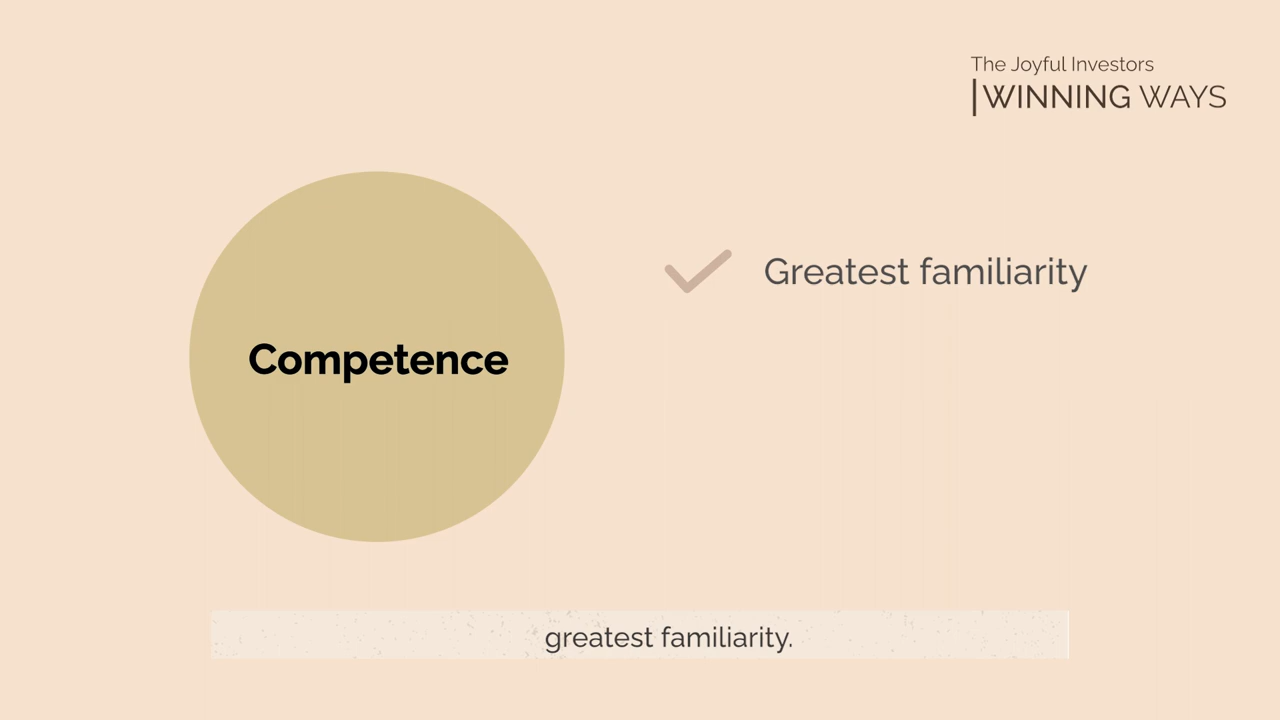 The Joyful Investors
WINNING WAYS
Greatest familiarity
Competence
greatest familiarity.